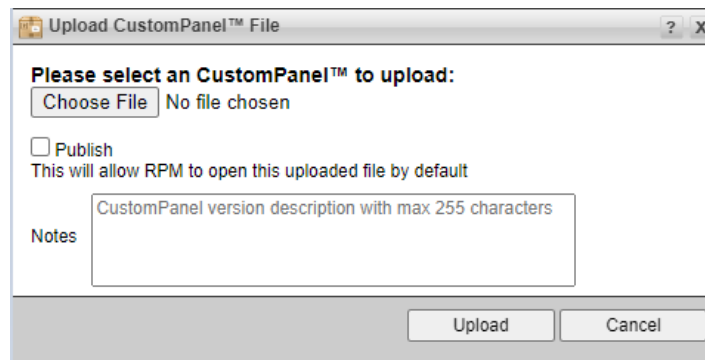 Upload CustomPanel™ File
? X
Please select an CustomPanel™ to upload:
Choose File No file chosen
Publish
This will allow RPM to open this uploaded file by default
CustomPanel version description with max 255 characters
Notes
Upload Cancel